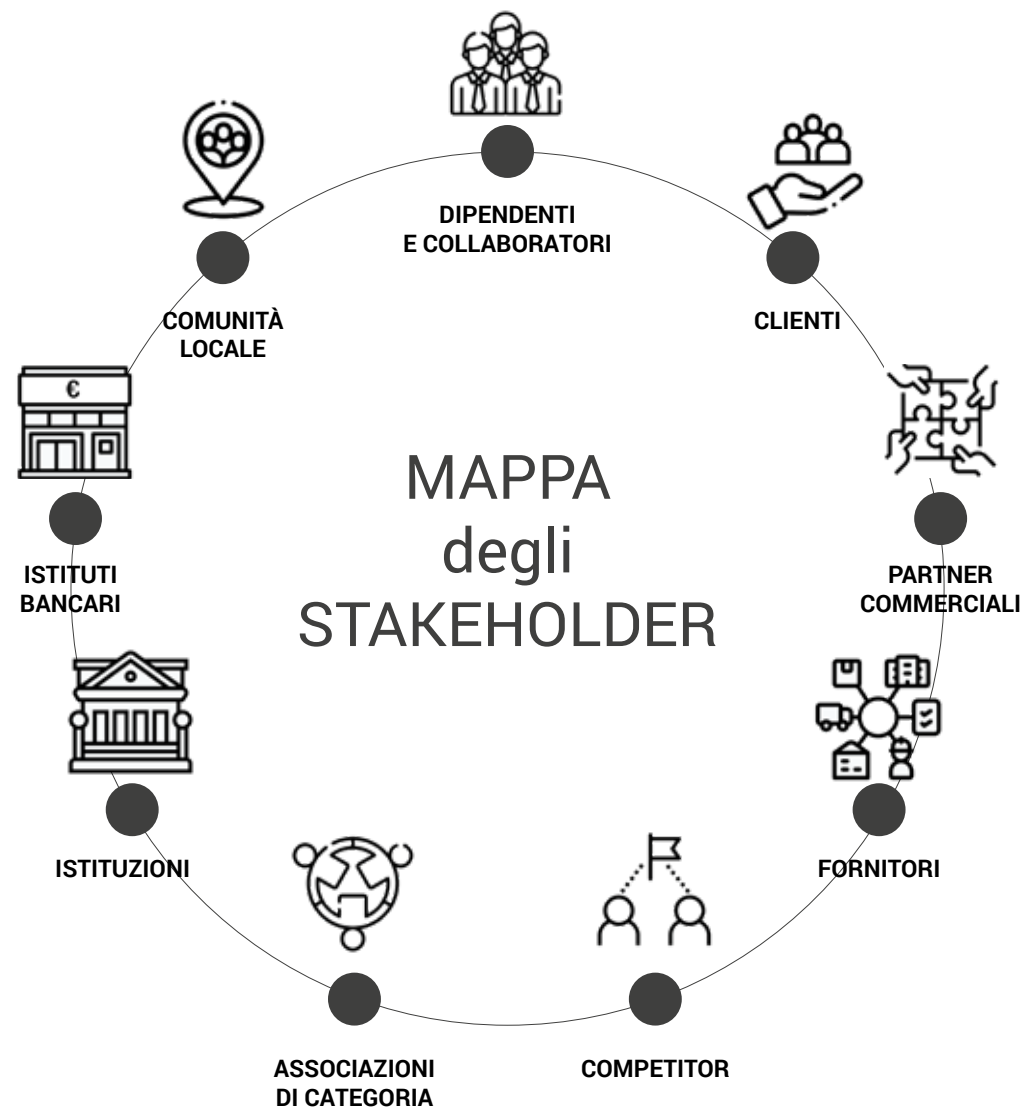 DIPENDENTI
E COLLABORATORI
COMUNITÀ
LOCALE
CLIENTI
€
MAPPA
degli
STAKEHOLDER
ISTITUTI
BANCARI
PARTNER
COMMERCIALI
ISTITUZIONI
FORNITORI
ASSOCIAZIONI
DI CATEGORIA
COMPETITOR